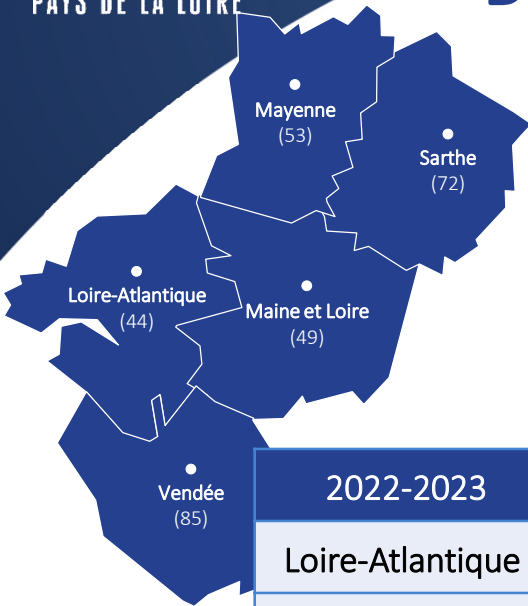 PAYS DE LA LOIRE
Mayenne
(53)
Sarthe
(72)
Loire-Atlantique
(44)
Maine et Loire
(49)
Vendée
(85)
2022-2023
Loire-Atlantique